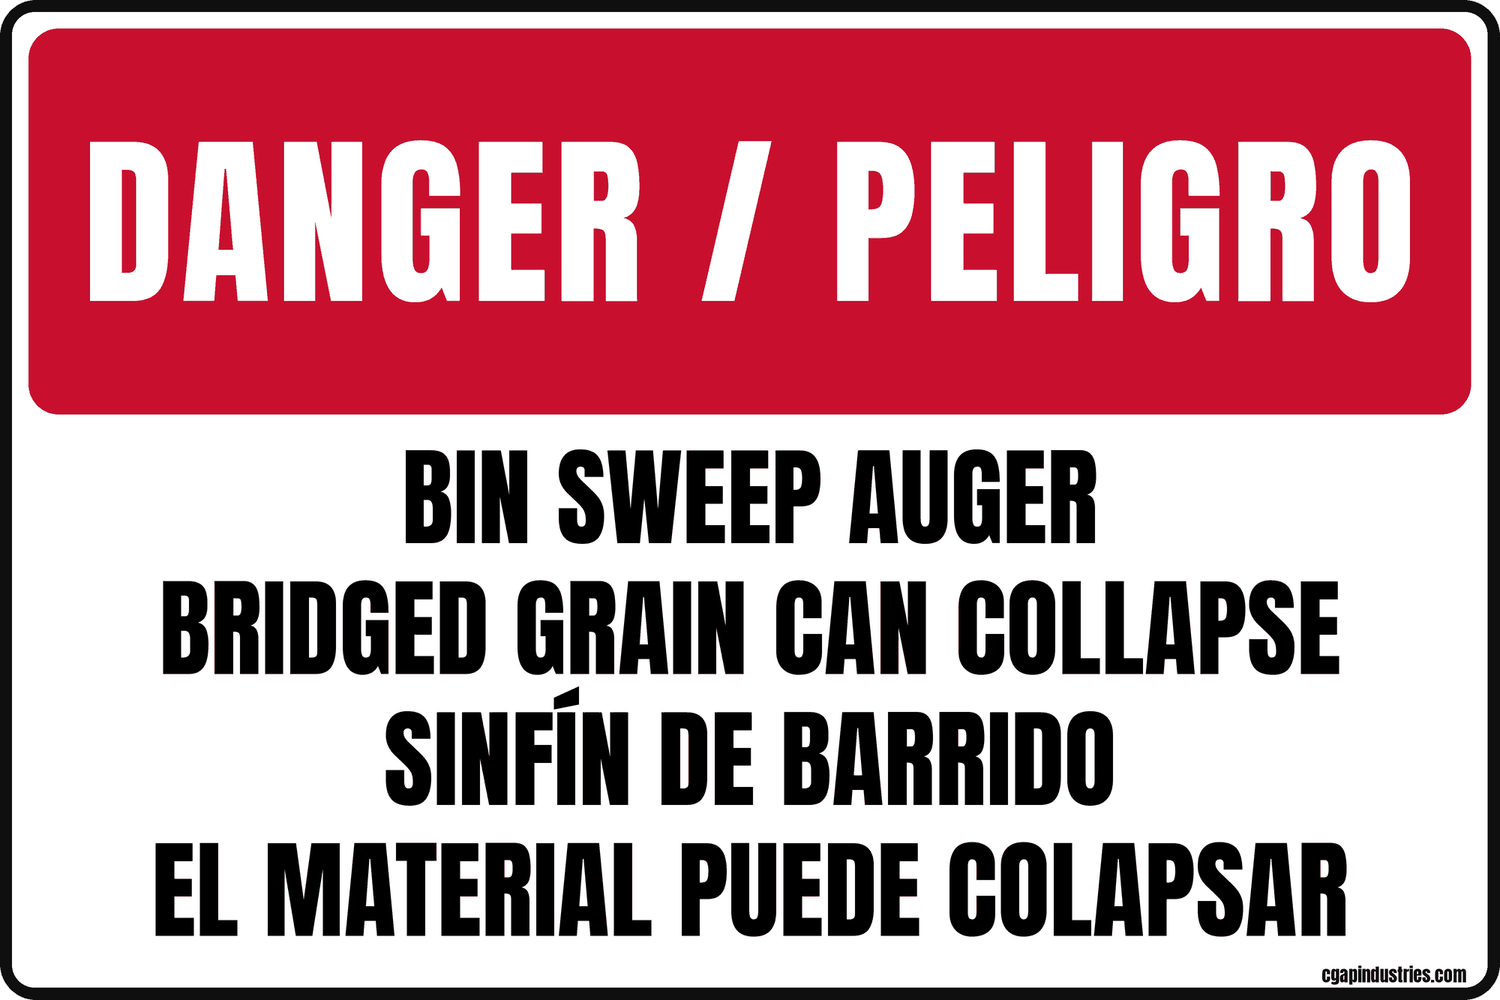 DANGER / PELIGRO
BIN SWEEP AUGER
BRIDGED GRAIN CAN COLLAPSE
SINFÍN DE BARRIDO
EL MATERIAL PUEDE COLAPSAR
cgapindustries.com